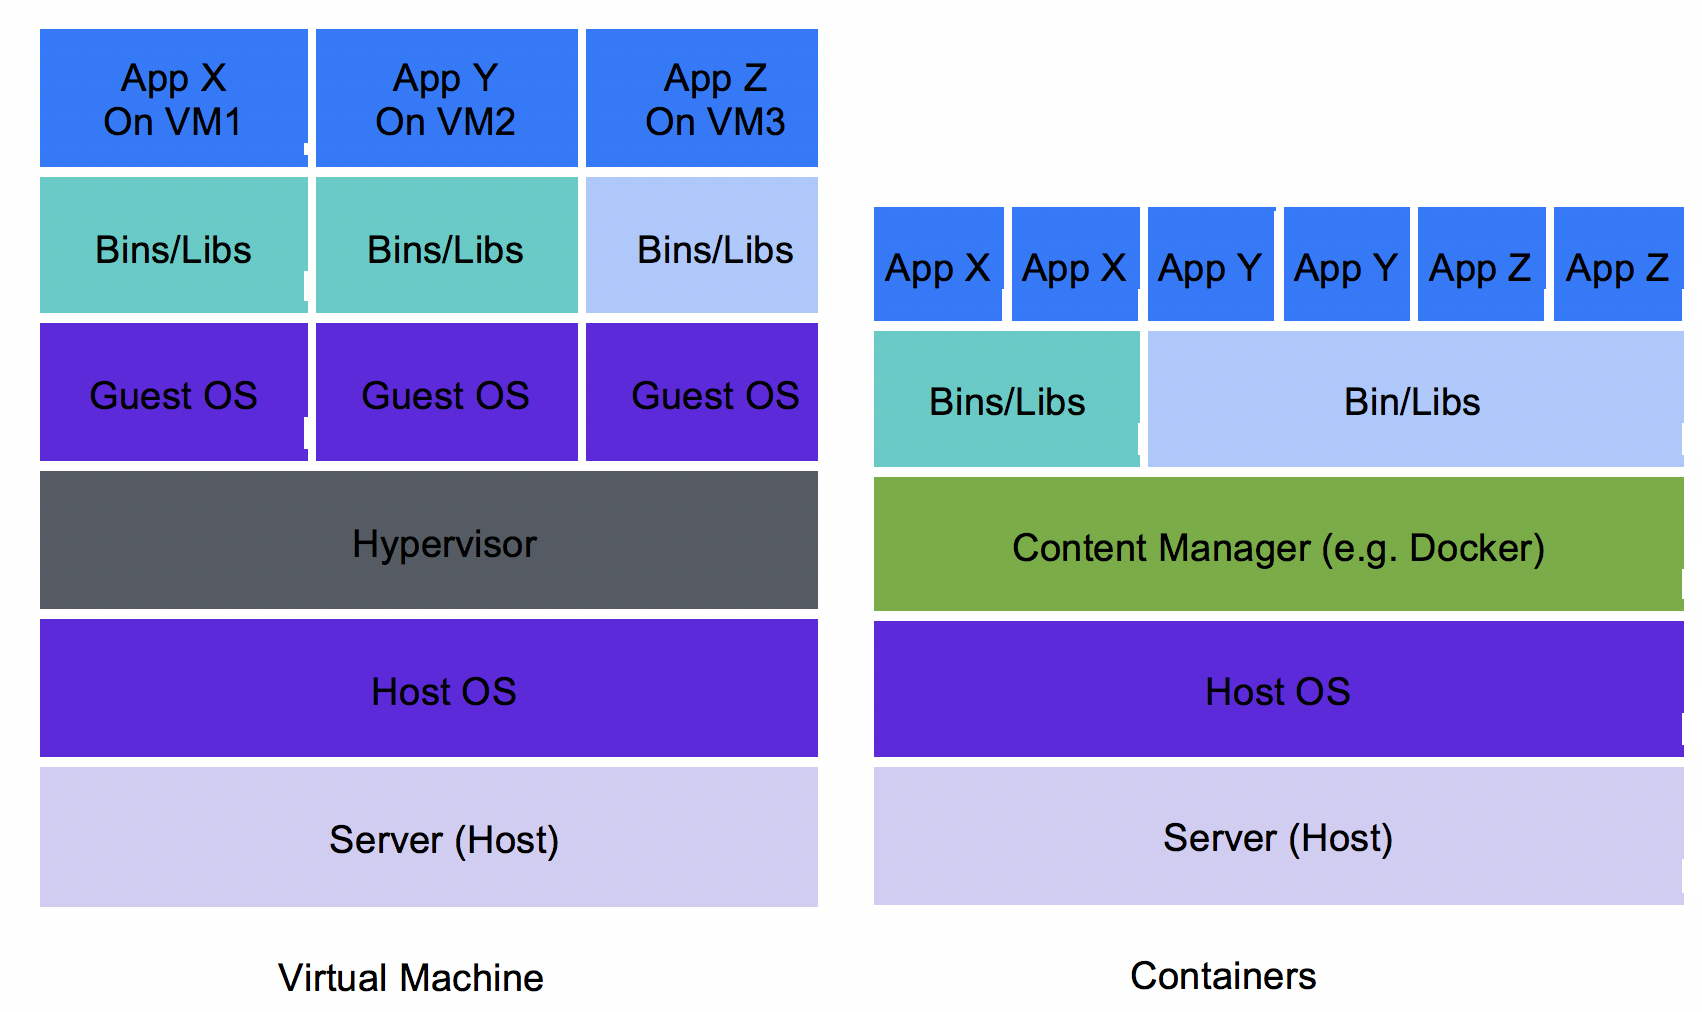 App X
On VM1
App Y
On VM2
App Z
On VM3
Bins/Libs
Bins/Libs
Bins/Libs
Guest OS
Guest OS
Guest OS
Hypervisor
Host OS
Server (Host)
Virtual Machine
App X
App X
App Y
App Y
App Z
App Z
Bins/Libs
Bin/Libs
Content Manager (e.g. Docker)
Host OS
Server (Host)
Containers